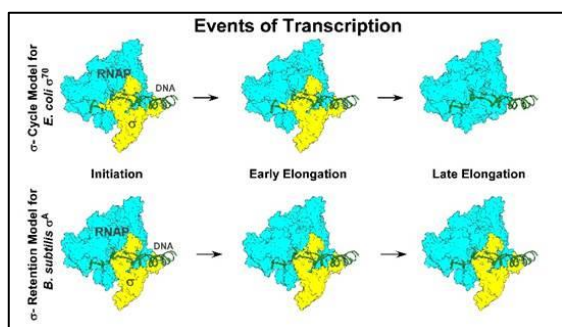 Events of Transcription
σ- Cycle Model for
E. coli σ⁷⁰
RNAP
DNA
σ
Initiation
Early Elongation
Late Elongation
σ- Retention Model for
B. subtilis σᴬ
RNAP
DNA
σ